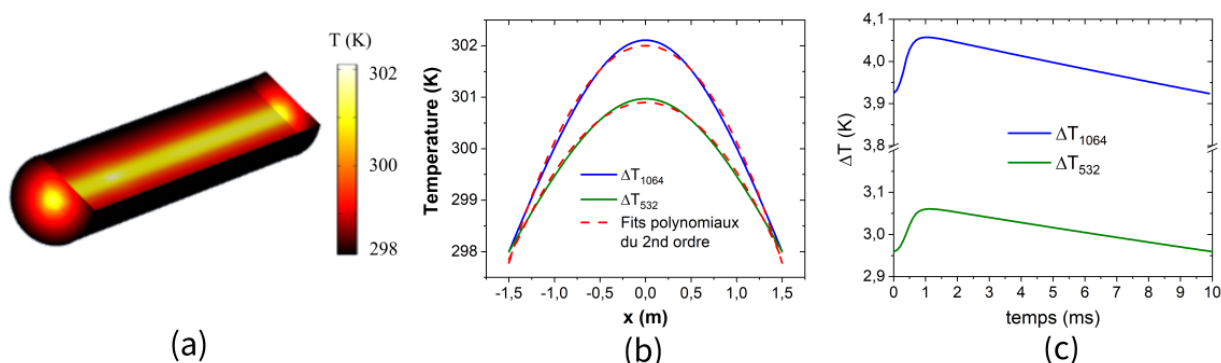 T (K)
302
300
298
(a)
Temperature (K)
302
301
300
299
298
ΔT1064
ΔT532
Fits polynomiaux
du 2nd ordre
-1,5 -1,0 -0,5 0,0 0,5 1,0 1,5
x (m)
(b)
ΔT (K)
4,1
4,0
3,9
3,8
3,1
3,0
2,9
ΔT1064
ΔT532
0 1 2 3 4 5 6 7 8 9 10
temps (ms)
(c)